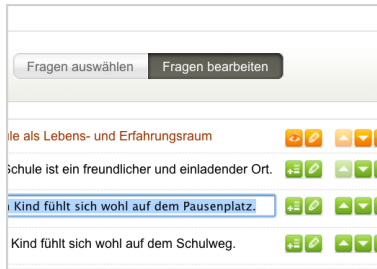 Fragen auswählen Fragen bearbeiten
als Lebens- und Erfahrungsraum
Schule ist ein freundlicher und einladender Ort.
Kind fühlt sich wohl auf dem Pausenplatz.
Kind fühlt sich wohl auf dem Schulweg.